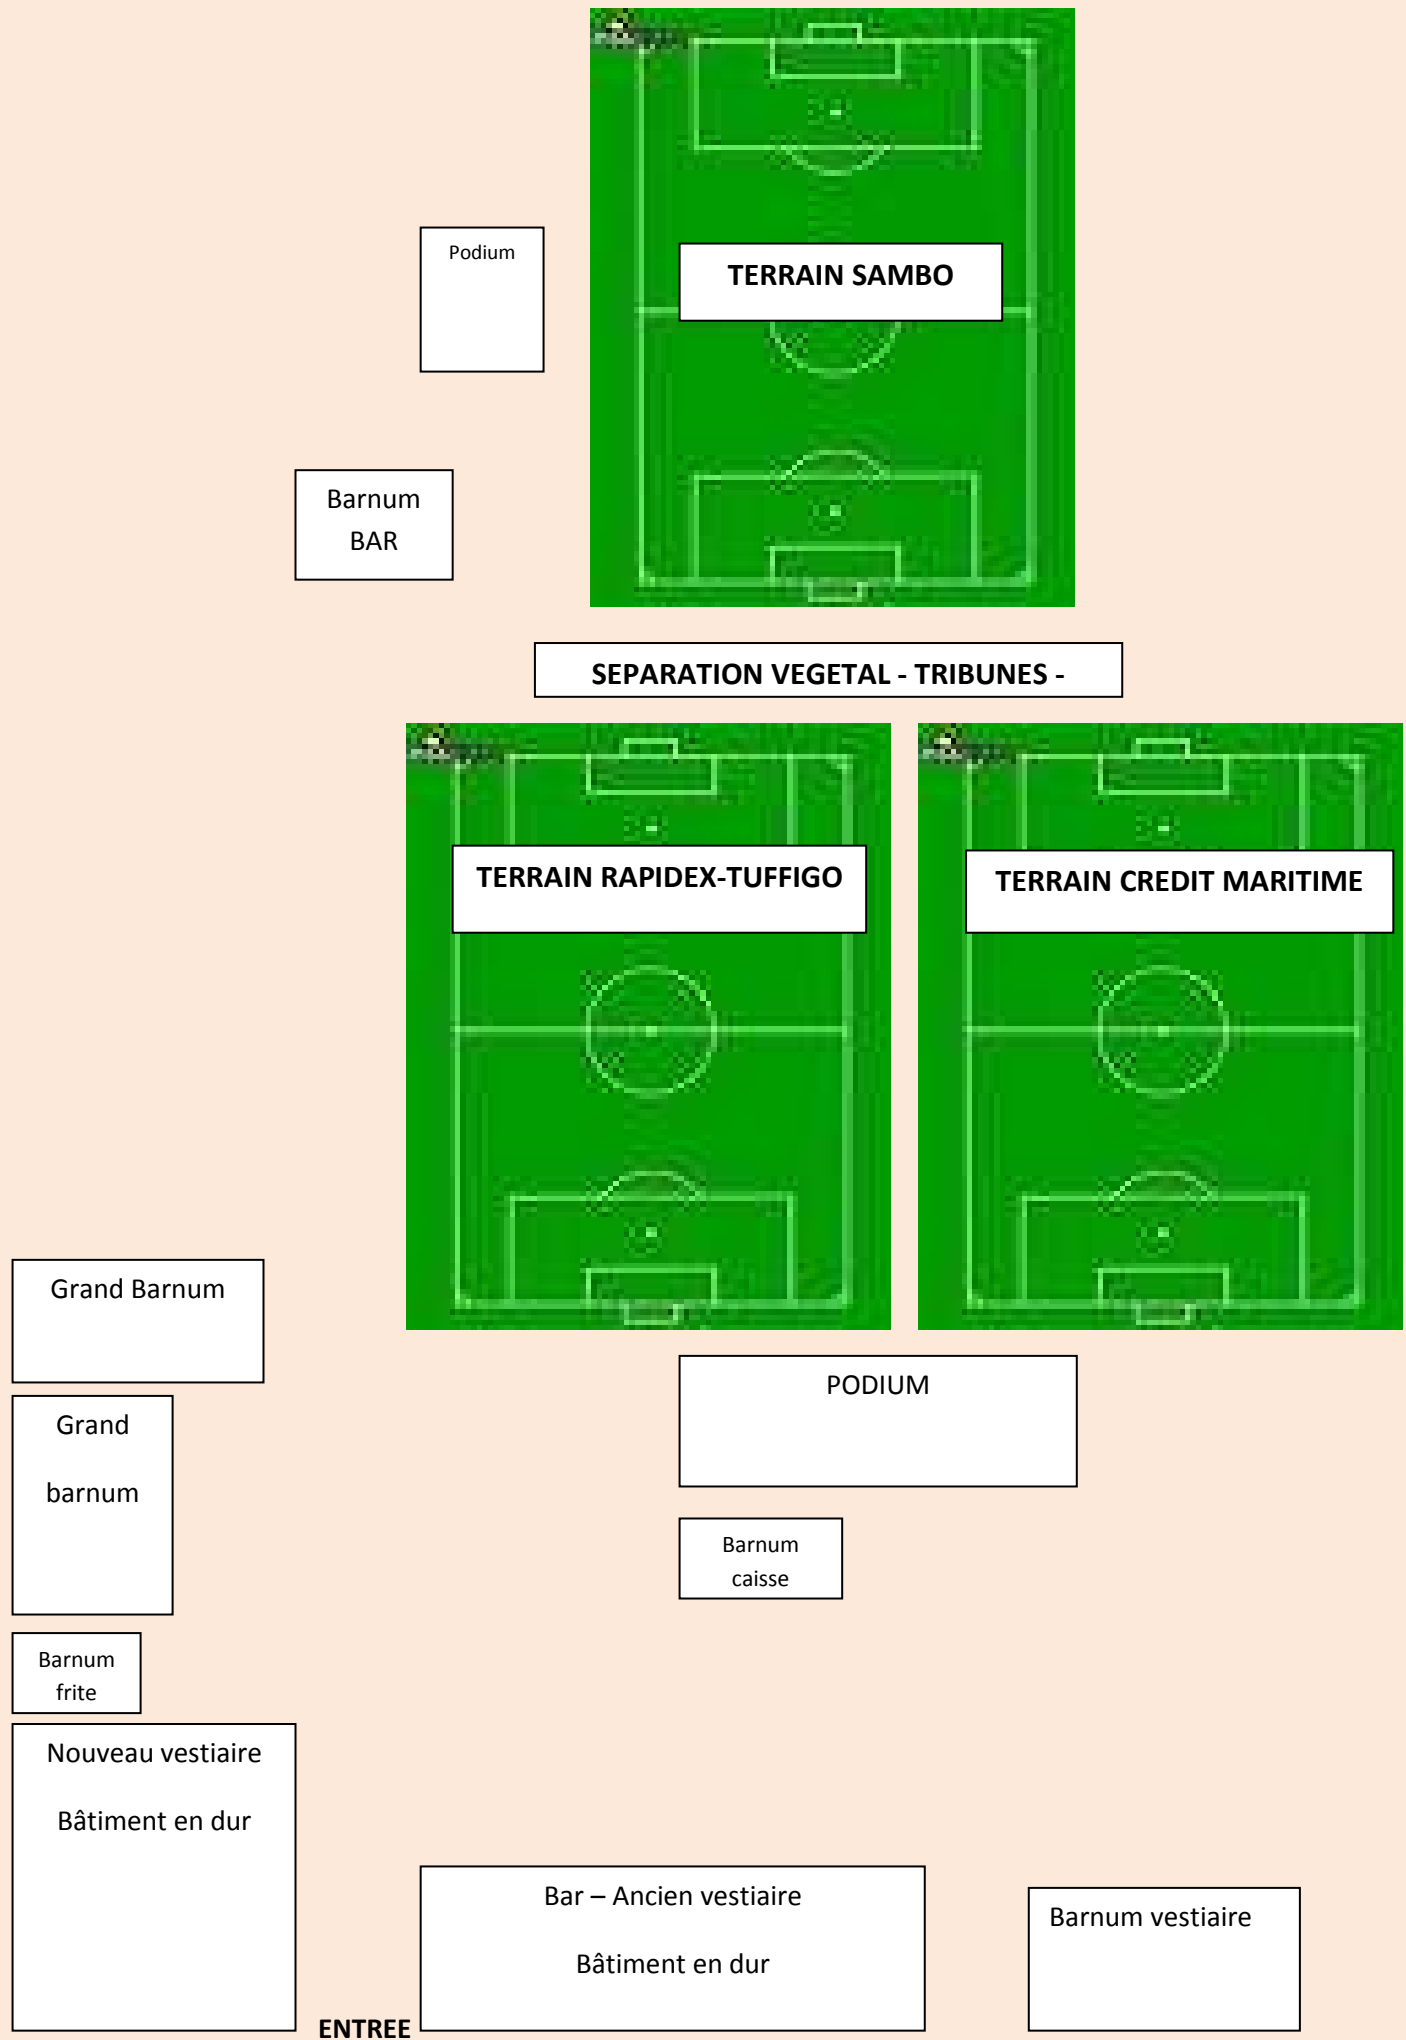 Podium
TERRAIN SAMBO
Barnum
BAR
SEPARATION VEGETAL - TRIBUNES -
TERRAIN RAPIDEX-TUFFIGO
TERRAIN CREDIT MARITIME
Grand Barnum
PODIUM
Grand
barnum
Barnum
caisse
Barnum
frite
Nouveau vestiaire
Bâtiment en dur
Bar – Ancien vestiaire
Bâtiment en dur
Barnum vestiaire
ENTREE